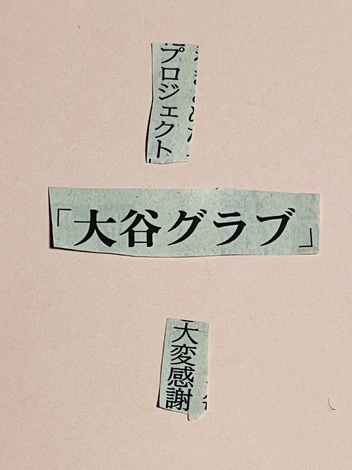 プロジェクト
「大谷グラブ」
大変感謝